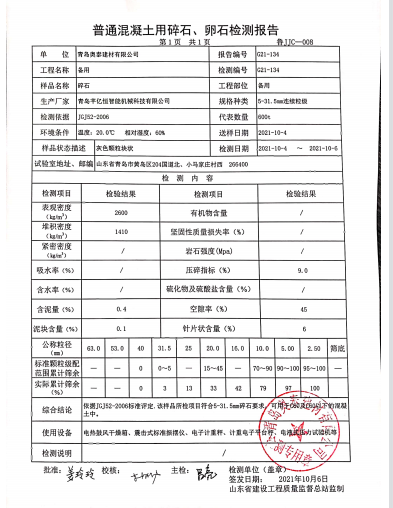 普通混凝土用碎石、卵石检测报告
第1页 共1页 鲁JJC—008
单 位 青岛奥泰建材有限公司 报告编号 G21-134
工程名称 备用 检测编号 G21-134
样品名称 碎石 工程部位 备用
生产厂家 青岛半亿恒智能机械科技有限公司 规格种类 5-31.5mm连续粒级
检测依据 JGJ52-2006 代表数量 600t
环境条件 温度：20.0℃ 相对湿度：60% 送样日期 2021-10-4
样品状态描述 灰色颗粒块状 检测日期 2021-10-4 ～ 2021-10-6
试验室地址、邮编 山东省青岛市黄岛区204国道北，小马家庄村西 266400
检 测 内 容
检测项目 检验结果 检测项目 检验结果
表观密度(kg/m³) 2600 有机物含量 /
堆积密度(kg/m³) 1410 坚固性质量损失率（%） /
紧密密度(kg/m³) / 岩石强度(Mpa) /
吸水率（%） / 压碎指标（%） 9.0
含水率（%） / 硫化物及硫酸盐含量（%） /
含泥量（%） 0.4 空隙率（%） 45
泥块含量（%） 0.1 针片状含量（%） 6
公称粒径(mm) 63.0 53.0 40 31.5 25 20.0 16.0 10.0 5.00 2.50 筛底
标准颗粒级配范围累计筛余 — — 0 0～5 — 15～45 — 70～90 90～100 95～100 —
实际累计筛余(%) — — 0 3 13 33 42 79 97 100
综合结论 依据JGJ52-2006标准评定，该样品所检项目符合5-31.5mm碎石要求，可用于
的混凝土中。
使用设备 电热鼓风干燥箱、震击式标准振摆仪、电子计重秤、计重电子平台秤、
检测说明 /
批准： 校核： 主检： 检测单位（盖章）
签发日期： 2021年10月6日
山东省建设工程质量监督总站监制